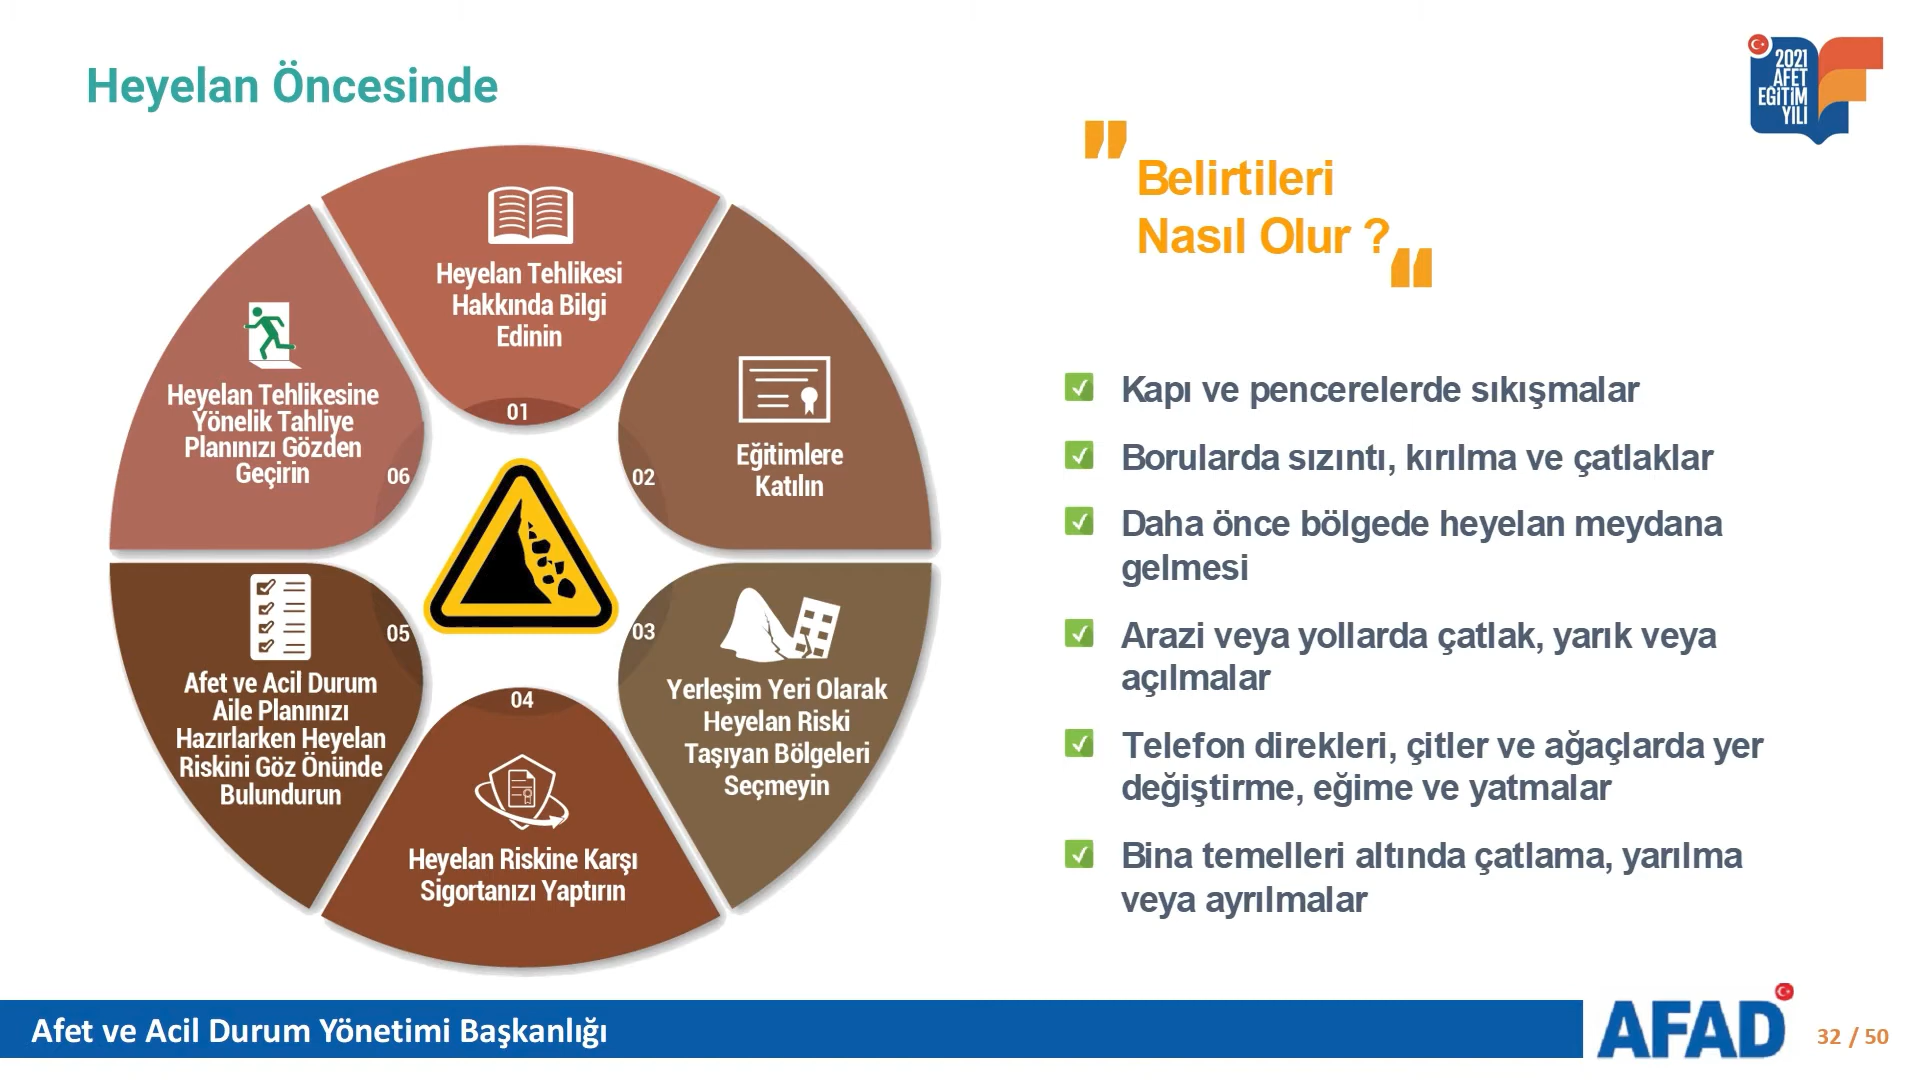 Heyelan Öncesinde
2021
AFET
EĞİTİM
YILI
Heyelan Tehlikesi
Hakkında Bilgi
Edinin
01
Eğitimlere
Katılın
02
Yerleşim Yeri Olarak
Heyelan Riski
Taşıyan Bölgeleri
Seçmeyin
03
04
Heyelan Riskine Karşı
Sigortanızı Yaptırın
05
Afet ve Acil Durum
Aile Planınızı
Hazırlarken Heyelan
Riskini Göz Önünde
Bulundurun
Heyelan Tehlikesine
Yönelik Tahliye
Planınızı Gözden
Geçirin
06
"Belirtileri
Nasıl Olur ?"
Kapı ve pencerelerde sıkışmalar
Borularda sızıntı, kırılma ve çatlaklar
Daha önce bölgede heyelan meydana
gelmesi
Arazi veya yollarda çatlak, yarık veya
açılmalar
Telefon direkleri, çitler ve ağaçlarda yer
değiştirme, eğime ve yatmalar
Bina temelleri altında çatlama, yarılma
veya ayrılmalar
Afet ve Acil Durum Yönetimi Başkanlığı
AFAD
32 / 50